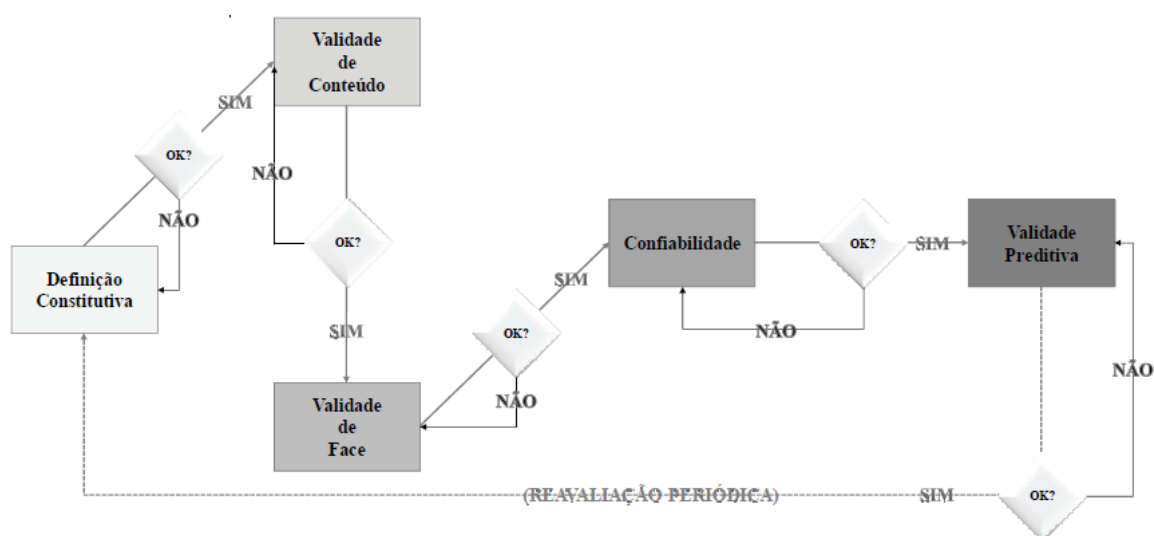 Validade
de
Conteúdo
SIM
OK?
NÃO
NÃO
OK?
Definição
Constitutiva
SIM
Validade
de
Face
OK?
NÃO
SIM
Confiabilidade
OK?
NÃO
SIM
Validade
Preditiva
NÃO
OK?
SIM
(REAVALIAÇÃO PERIÓDICA)